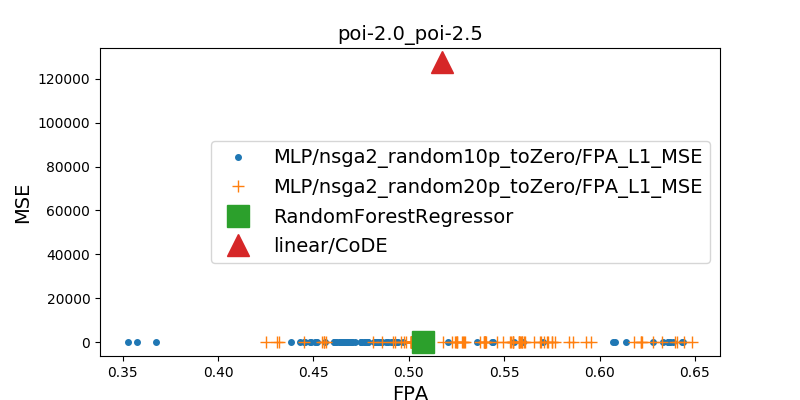 poi-2.0_poi-2.5
120000
100000
80000
60000
40000
20000
0
MSE
MLP/nsga2_random10p_toZero/FPA_L1_MSE
MLP/nsga2_random20p_toZero/FPA_L1_MSE
RandomForestRegressor
linear/CoDE
0.35 0.40 0.45 0.50 0.55 0.60 0.65
FPA